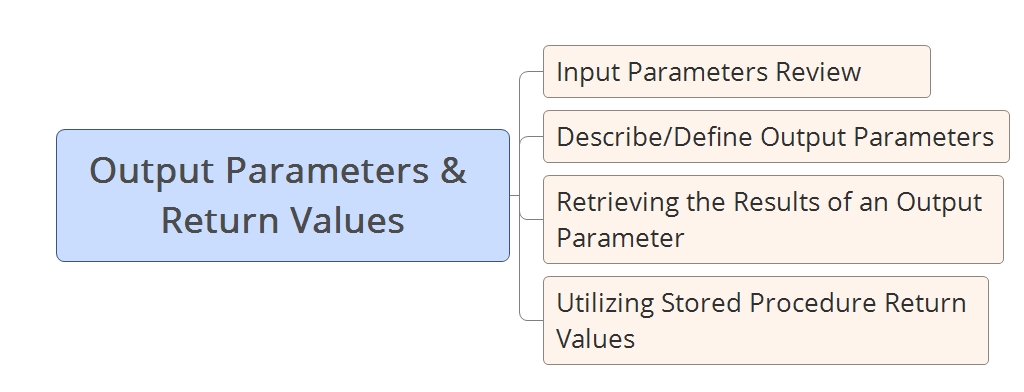 Output Parameters &
Return Values
Input Parameters Review
Describe/Define Output Parameters
Retrieving the Results of an Output
Parameter
Utilizing Stored Procedure Return
Values